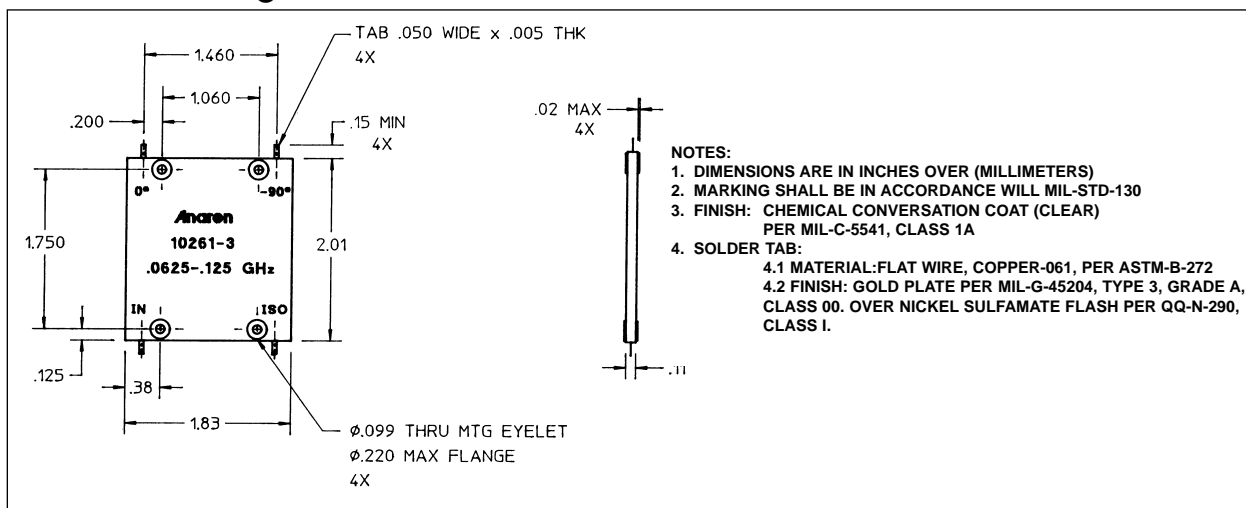 TAB .050 WIDE x .005 THK
4X
1.460
1.060
.200
.15 MIN
4X
0°
-90°
Anaren
10261-3
.0625-.125 GHz
1.750
2.01
IN
ISO
.125
.38
1.83
Ø.099 THRU MTG EYELET
Ø.220 MAX FLANGE
4X
.02 MAX
4X
.11
NOTES:
1. DIMENSIONS ARE IN INCHES OVER (MILLIMETERS)
2. MARKING SHALL BE IN ACCORDANCE WILL MIL-STD-130
3. FINISH: CHEMICAL CONVERSATION COAT (CLEAR)
PER MIL-C-5541, CLASS 1A
4. SOLDER TAB:
4.1 MATERIAL:FLAT WIRE, COPPER-061, PER ASTM-B-272
4.2 FINISH: GOLD PLATE PER MIL-G-45204, TYPE 3, GRADE A,
CLASS 00. OVER NICKEL SULFAMATE FLASH PER QQ-N-290,
CLASS I.